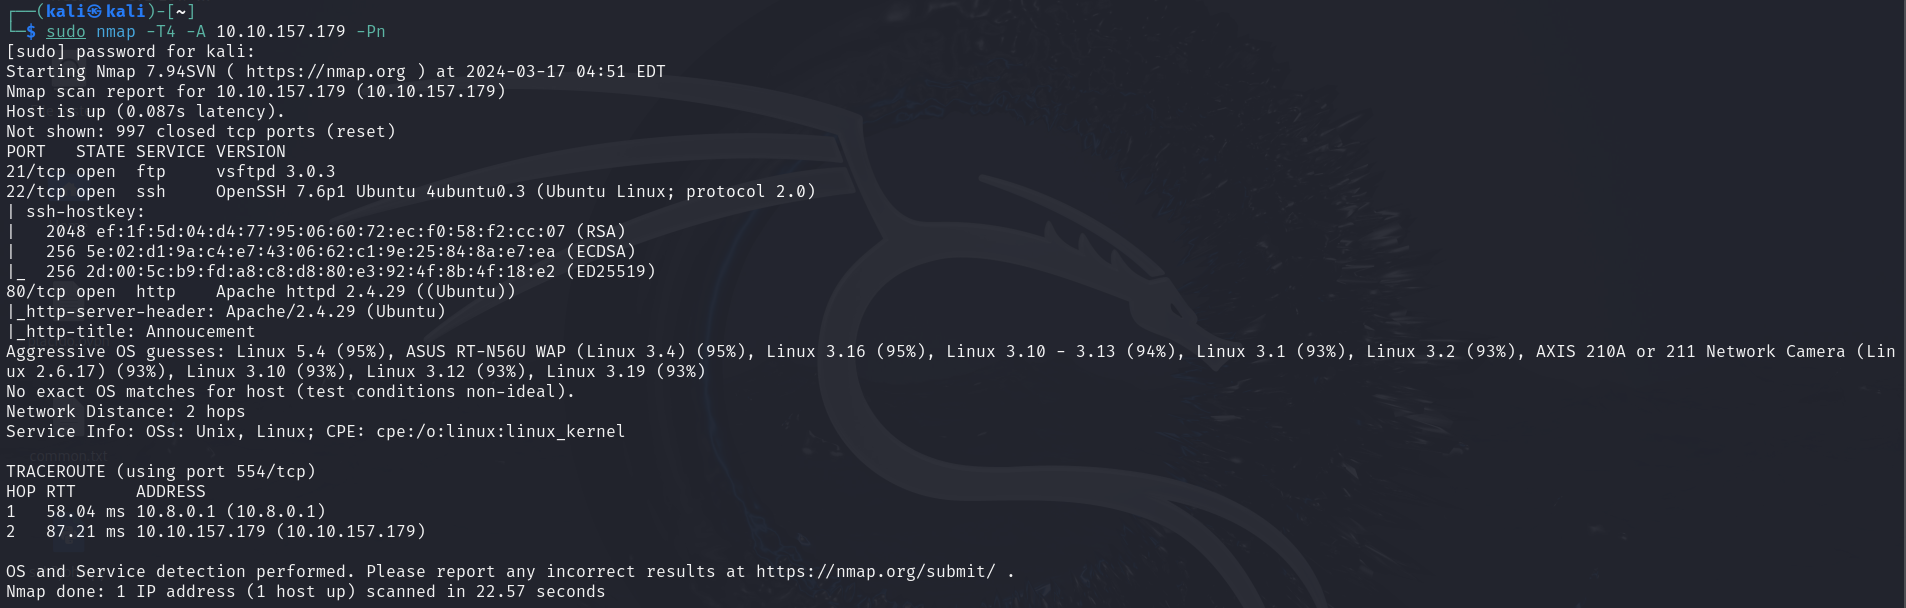 ┌──(kali㉿kali)-[~]
└─$ sudo nmap -T4 -A 10.10.157.179 -Pn
[sudo] password for kali:
Starting Nmap 7.94SVN ( https://nmap.org ) at 2024-03-17 04:51 EDT
Nmap scan report for 10.10.157.179 (10.10.157.179)
Host is up (0.087s latency).
Not shown: 997 closed tcp ports (reset)
PORT   STATE SERVICE VERSION
21/tcp open  ftp     vsftpd 3.0.3
22/tcp open  ssh     OpenSSH 7.6p1 Ubuntu 4ubuntu0.3 (Ubuntu Linux; protocol 2.0)
| ssh-hostkey:
|   2048 ef:1f:5d:04:d4:77:95:06:60:72:ec:f0:58:f2:cc:07 (RSA)
|   256 5e:02:d1:9a:c4:e7:43:06:62:c1:9e:25:84:8a:e7:ea (ECDSA)
|_  256 2d:00:5c:b9:fd:a8:c8:d8:80:e3:92:4f:8b:4f:18:e2 (ED25519)
80/tcp open  http    Apache httpd 2.4.29 ((Ubuntu))
|_http-server-header: Apache/2.4.29 (Ubuntu)
|_http-title: Annoucement
Aggressive OS guesses: Linux 5.4 (95%), ASUS RT-N56U WAP (Linux 3.4) (95%), Linux 3.16 (95%), Linux 3.10 - 3.13 (94%), Linux 3.1 (93%), Linux 3.2 (93%), AXIS 210A or 211 Network Camera (Lin
ux 2.6.17) (93%), Linux 3.10 (93%), Linux 3.12 (93%), Linux 3.19 (93%)
No exact OS matches for host (test conditions non-ideal).
Network Distance: 2 hops
Service Info: OSs: Unix, Linux; CPE: cpe:/o:linux:linux_kernel
common.txt
TRACEROUTE (using port 554/tcp)
HOP RTT      ADDRESS
1   58.04 ms 10.8.0.1 (10.8.0.1)
2   87.21 ms 10.10.157.179 (10.10.157.179)
OS and Service detection performed. Please report any incorrect results at https://nmap.org/submit/ .
Nmap done: 1 IP address (1 host up) scanned in 22.57 seconds